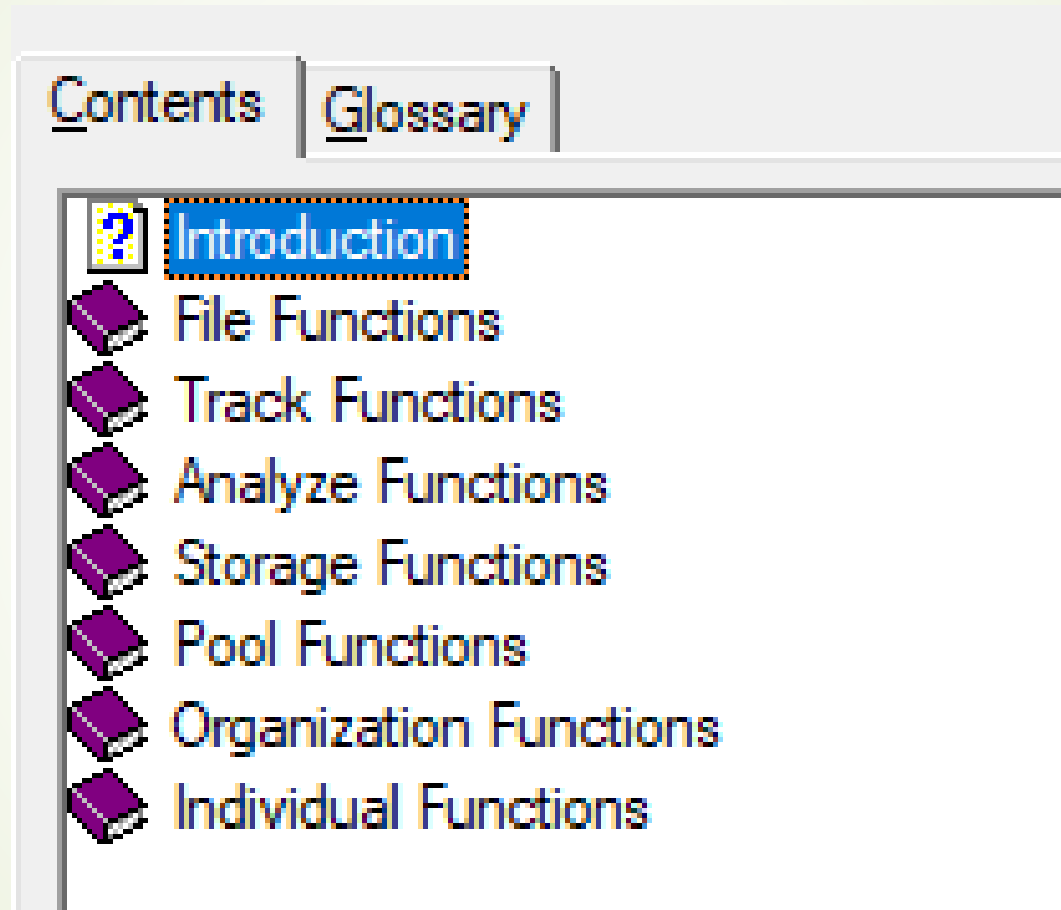 Contents Glossary
Introduction
File Functions
Track Functions
Analyze Functions
Storage Functions
Pool Functions
Organization Functions
Individual Functions